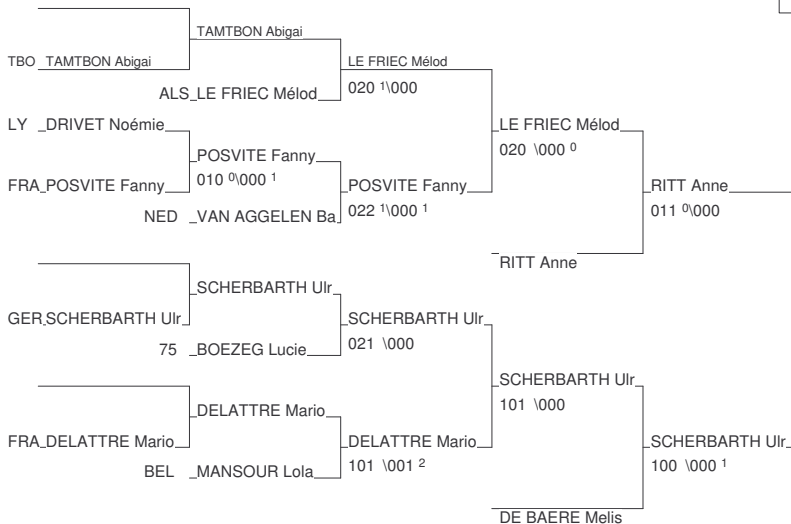 TAMTBON Abigai
TBO TAMTBON Abigai LE FRIEC Mélod
ALS LE FRIEC Mélod 020 1\000
LY DRIVET Noémie LE FRIEC Mélod
020 \000 0
POSVITE Fanny
010 0\000 1
FRA POSVITE Fanny POSVITE Fanny RITT Anne
022 1\000 1 011 0\000
NED VAN AGGELEN Ba
RITT Anne
SCHERBARTH Ulr
GER SCHERBARTH Ulr SCHERBARTH Ulr
021 \000
75 BOEZEG Lucie
SCHERBARTH Ulr
101 \000
DELATTRE Mario
FRA DELATTRE Mario DELATTRE Mario SCHERBARTH Ulr
101 \001 2 100 \000 1
BEL MANSOUR Lola
DE BAERE Melis